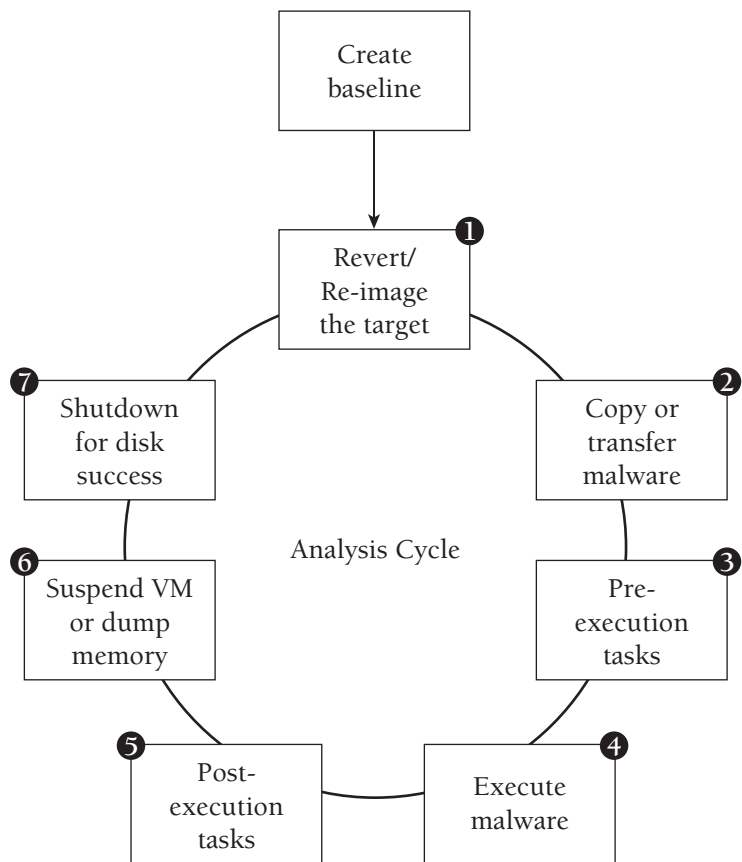 Create
baseline
1
Revert/
Re-image
the target
2
Copy or
transfer
malware
3
Pre-
execution
tasks
4
Execute
malware
5
Post-
execution
tasks
6
Suspend VM
or dump
memory
7
Shutdown
for disk
success
Analysis Cycle